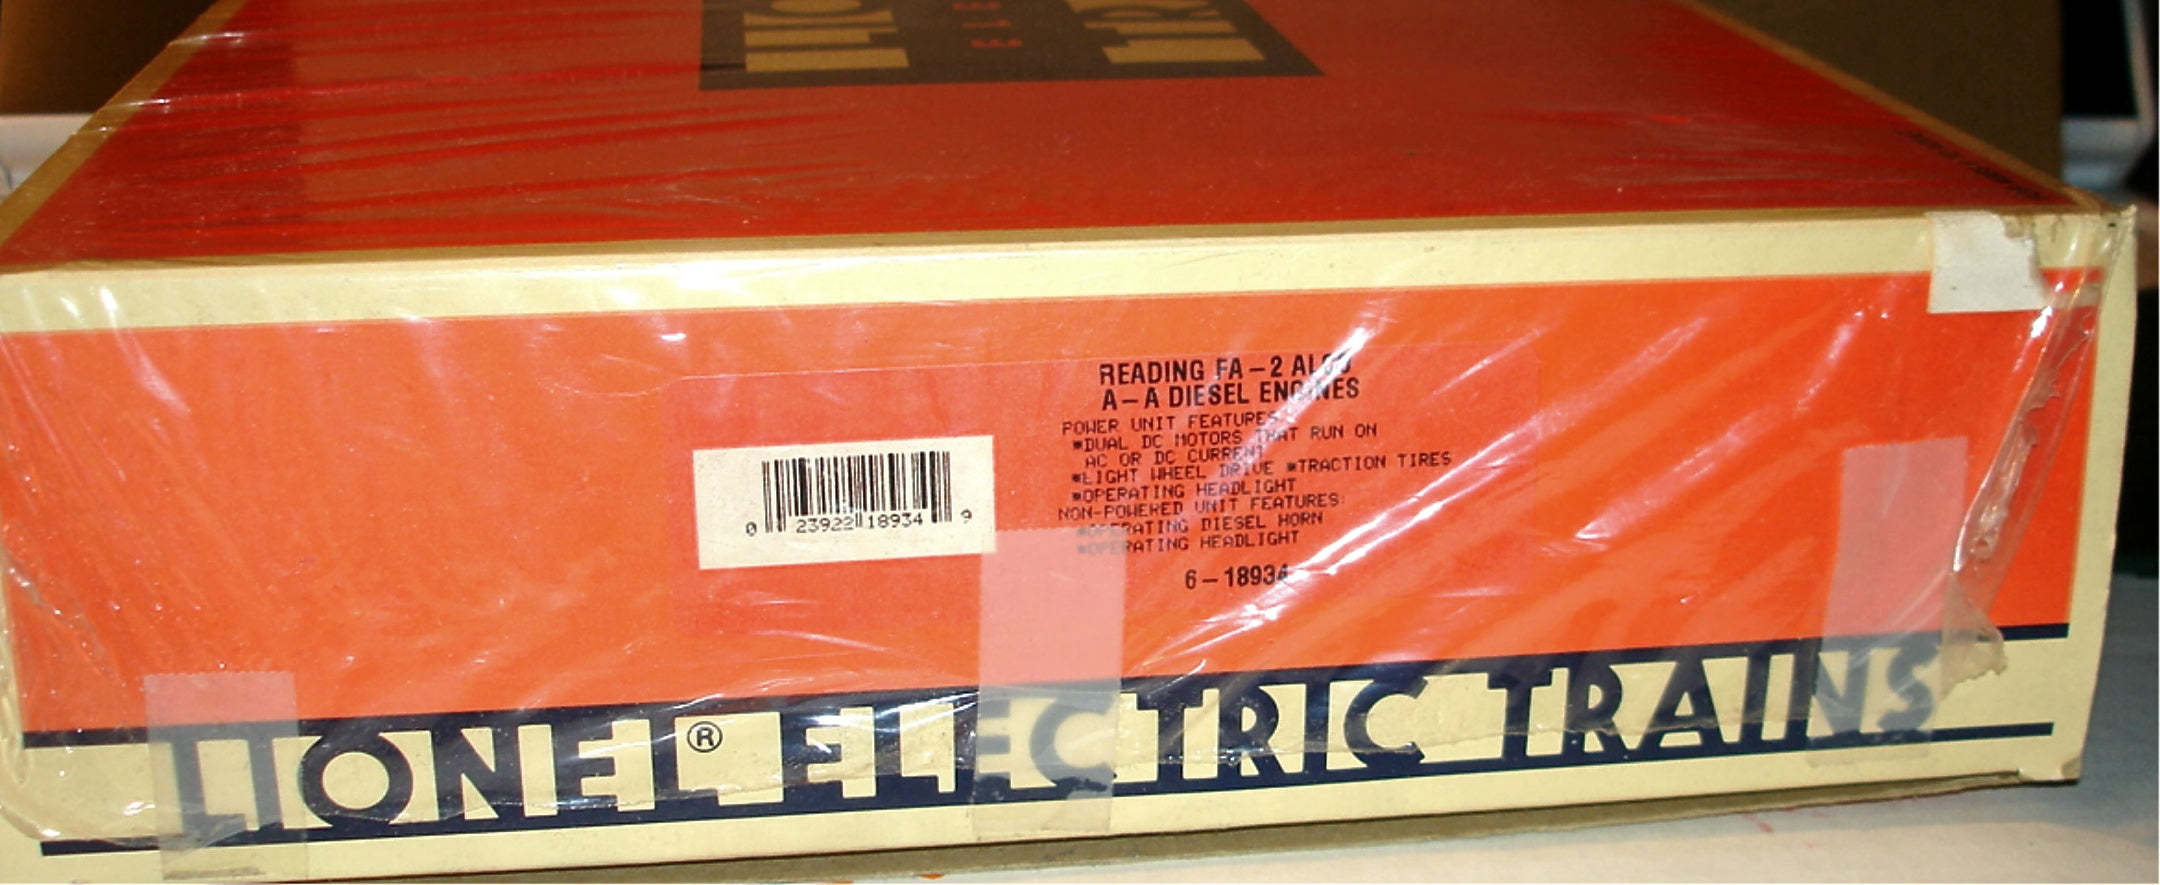 READING FA-2 ALCO
A-A DIESEL ENGINES
POWER UNIT FEATURES:
*DUAL DC MOTORS THAT RUN ON
AC OR DC CURRENT
*EIGHT WHEEL DRIVE *TRACTION TIRES
*OPERATING HEADLIGHT
NON-POWERED UNIT FEATURES:
*OPERATING DIESEL HORN
*OPERATING HEADLIGHT
6-18934
0 23922 18934 9
LIONEL® ELECTRIC TRAINS